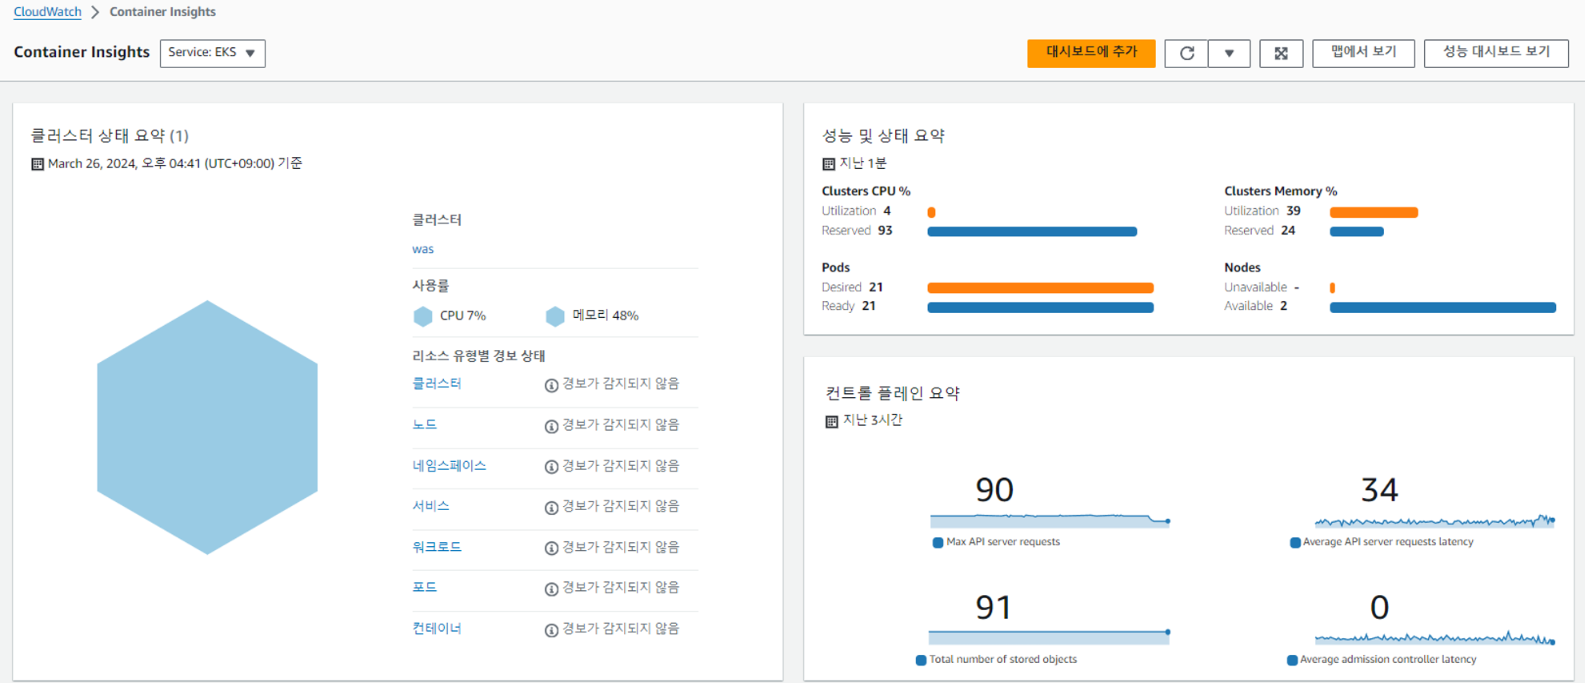 CloudWatch > Container Insights
Container Insights Service: EKS ▼
대시보드에 추가 ▼ 맵에서 보기 성능 대시보드 보기
클러스터 상태 요약 (1)
March 26, 2024, 오후 04:41 (UTC+09:00) 기준
클러스터
was
사용률
CPU 7% 메모리 48%
리소스 유형별 경보 상태
클러스터 경보가 감지되지 않음
노드 경보가 감지되지 않음
네임스페이스 경보가 감지되지 않음
서비스 경보가 감지되지 않음
워크로드 경보가 감지되지 않음
포드 경보가 감지되지 않음
컨테이너 경보가 감지되지 않음
성능 및 상태 요약
지난 1분
Clusters CPU %
Utilization 4
Reserved 93
Clusters Memory %
Utilization 39
Reserved 24
Pods
Desired 21
Ready 21
Nodes
Unavailable -
Available 2
컨트롤 플레인 요약
지난 3시간
90
Max API server requests
34
Average API server requests latency
91
Total number of stored objects
0
Average admission controller latency